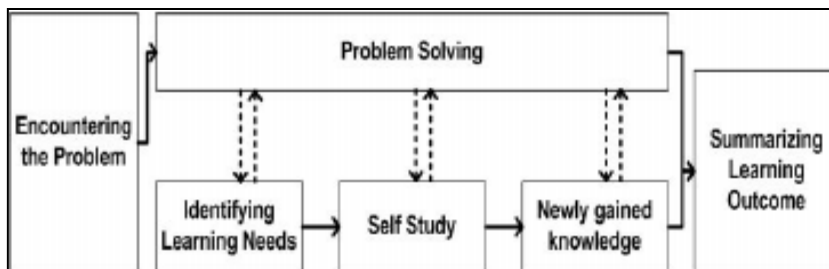 Encountering
the Problem
Problem Solving
Identifying
Learning Needs
Self Study
Newly gained
knowledge
Summarizing
Learning
Outcome